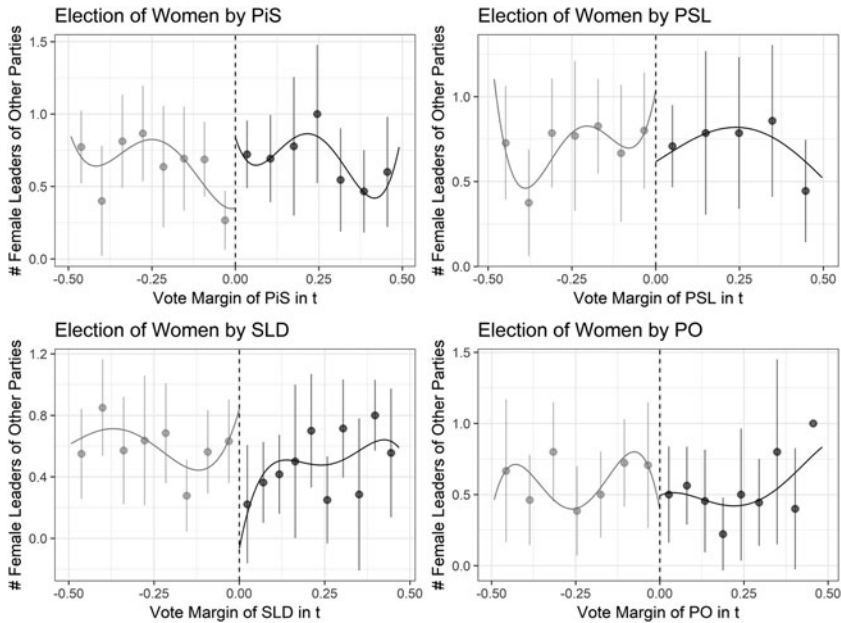 Election of Women by PiS
# Female Leaders of Other Parties
1.5
1.0
0.5
0.0
-0.50 -0.25 0.00 0.25 0.50
Vote Margin of PiS in t
Election of Women by PSL
# Female Leaders of Other Parties
1.0
0.5
0.0
-0.50 -0.25 0.00 0.25 0.50
Vote Margin of PSL in t
Election of Women by SLD
# Female Leaders of Other Parties
1.2
0.8
0.4
0.0
-0.50 -0.25 0.00 0.25 0.50
Vote Margin of SLD in t
Election of Women by PO
# Female Leaders of Other Parties
1.5
1.0
0.5
0.0
-0.50 -0.25 0.00 0.25 0.50
Vote Margin of PO in t